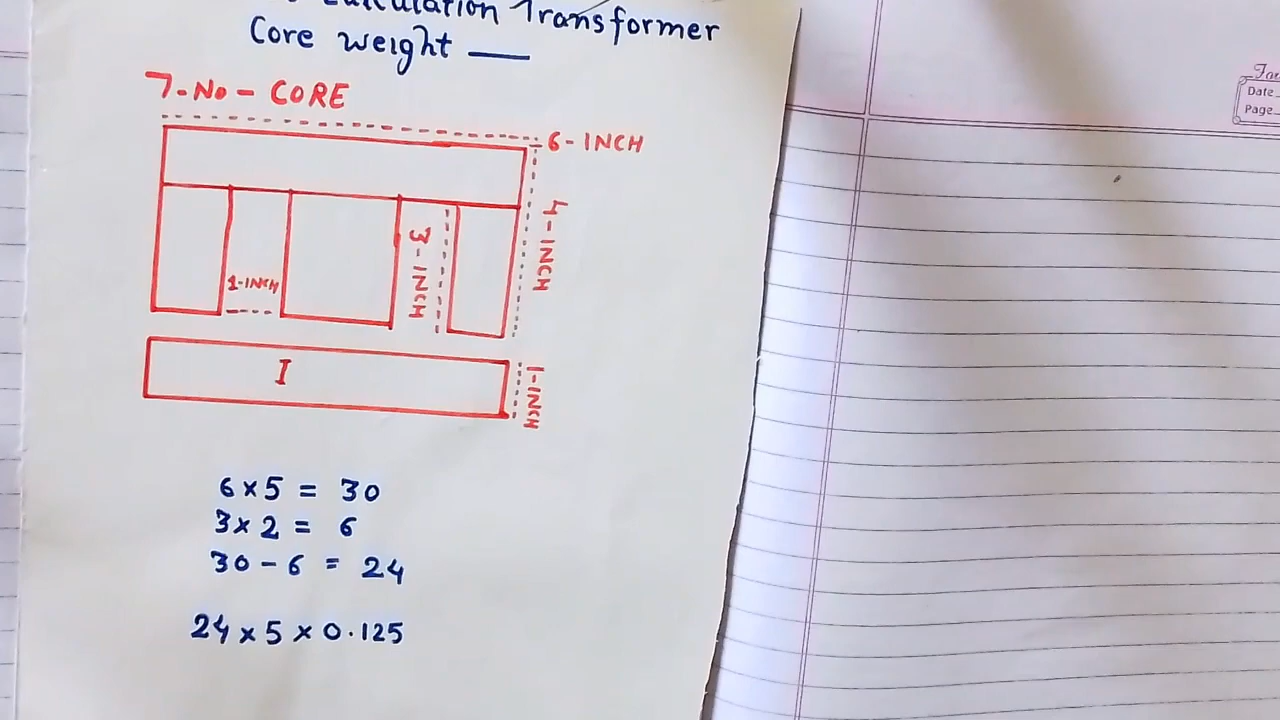 Calculation Transformer
Core weight
7-No - CORE
6-INCH
4-INCH
3-INCH
1-INCH
I
1-INCH
6 x 5 = 30
3 x 2 = 6
30 - 6 = 24
24 x 5 x 0.125
Date
Page